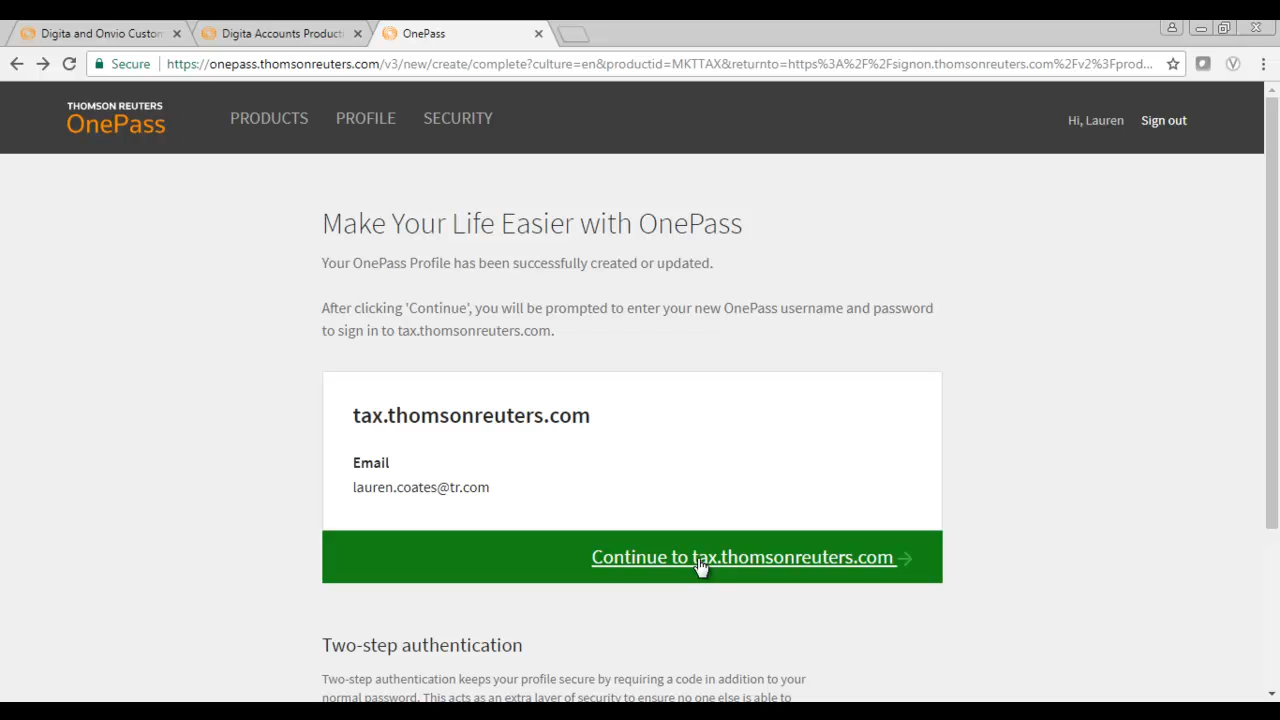 Digita and Onvio Custom
Digita Accounts Producti
OnePass
Secure
https://onepass.thomsonreuters.com/v3/new/create/complete?culture=en&productid=MKTTAX&returnto=https%3A%2F%2Fsignon.thomsonreuters.com%2Fv2%3Fprod...
THOMSON REUTERS
OnePass
PRODUCTS
PROFILE
SECURITY
Hi, Lauren
Sign out
Make Your Life Easier with OnePass
Your OnePass Profile has been successfully created or updated.
After clicking 'Continue', you will be prompted to enter your new OnePass username and password
to sign in to tax.thomsonreuters.com.
tax.thomsonreuters.com
Email
lauren.coates@tr.com
Continue to tax.thomsonreuters.com
Two-step authentication
Two-step authentication keeps your profile secure by requiring a code in addition to your
normal password. This acts as an extra layer of security to ensure no one else is able to